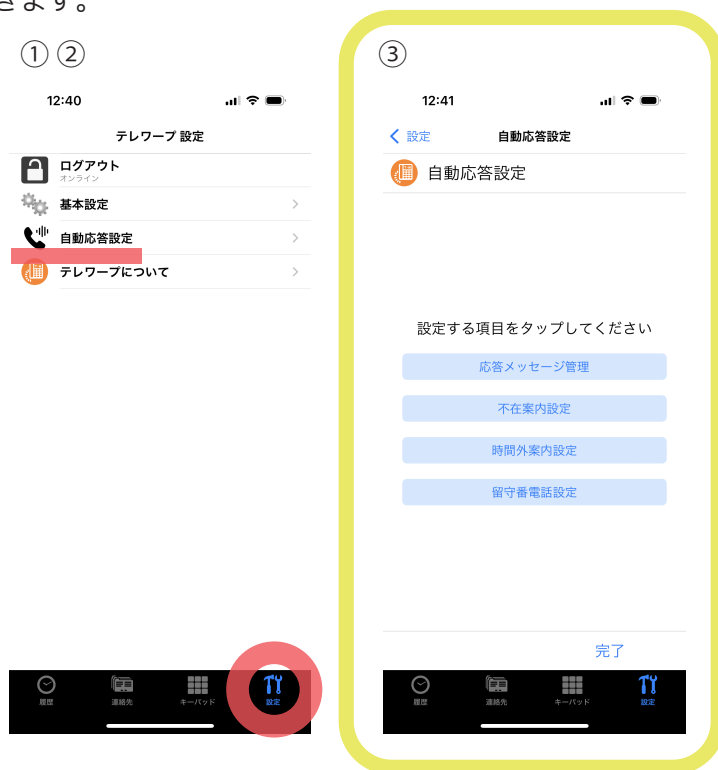 きます。
① ②
12:40
テレワープ 設定
ログアウト
オンライン
基本設定
自動応答設定
テレワープについて
履歴
連絡先
キーパッド
設定
③
12:41
設定
自動応答設定
自動応答設定
設定する項目をタップしてください
応答メッセージ管理
不在案内設定
時間外案内設定
留守番電話設定
完了
履歴
連絡先
キーパッド
設定